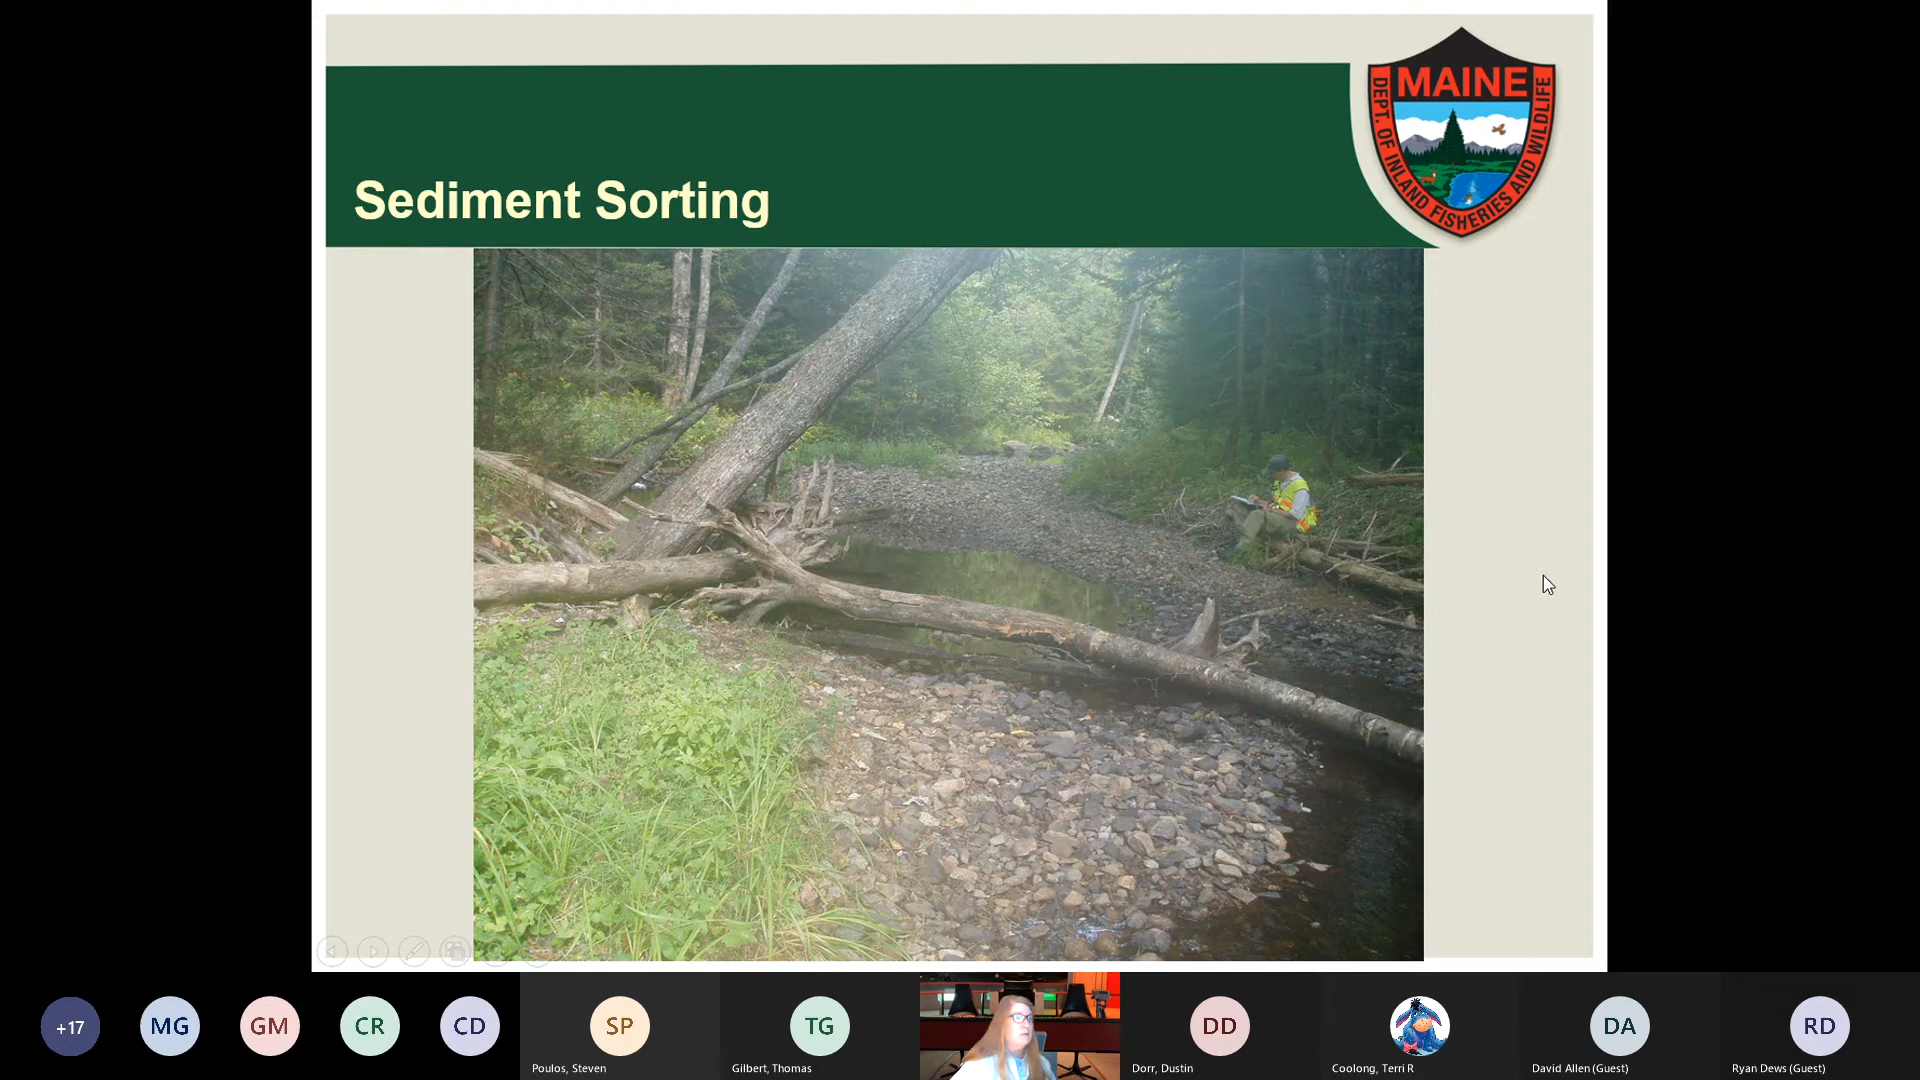 MAINE
DEPT. OF INLAND FISHERIES AND WILDLIFE
Sediment Sorting
+17
MG
GM
CR
CD
SP
Poulos, Steven
TG
Gilbert, Thomas
DD
Dorr, Dustin
Coolong, Terri R
DA
David Allen (Guest)
RD
Ryan Dews (Guest)